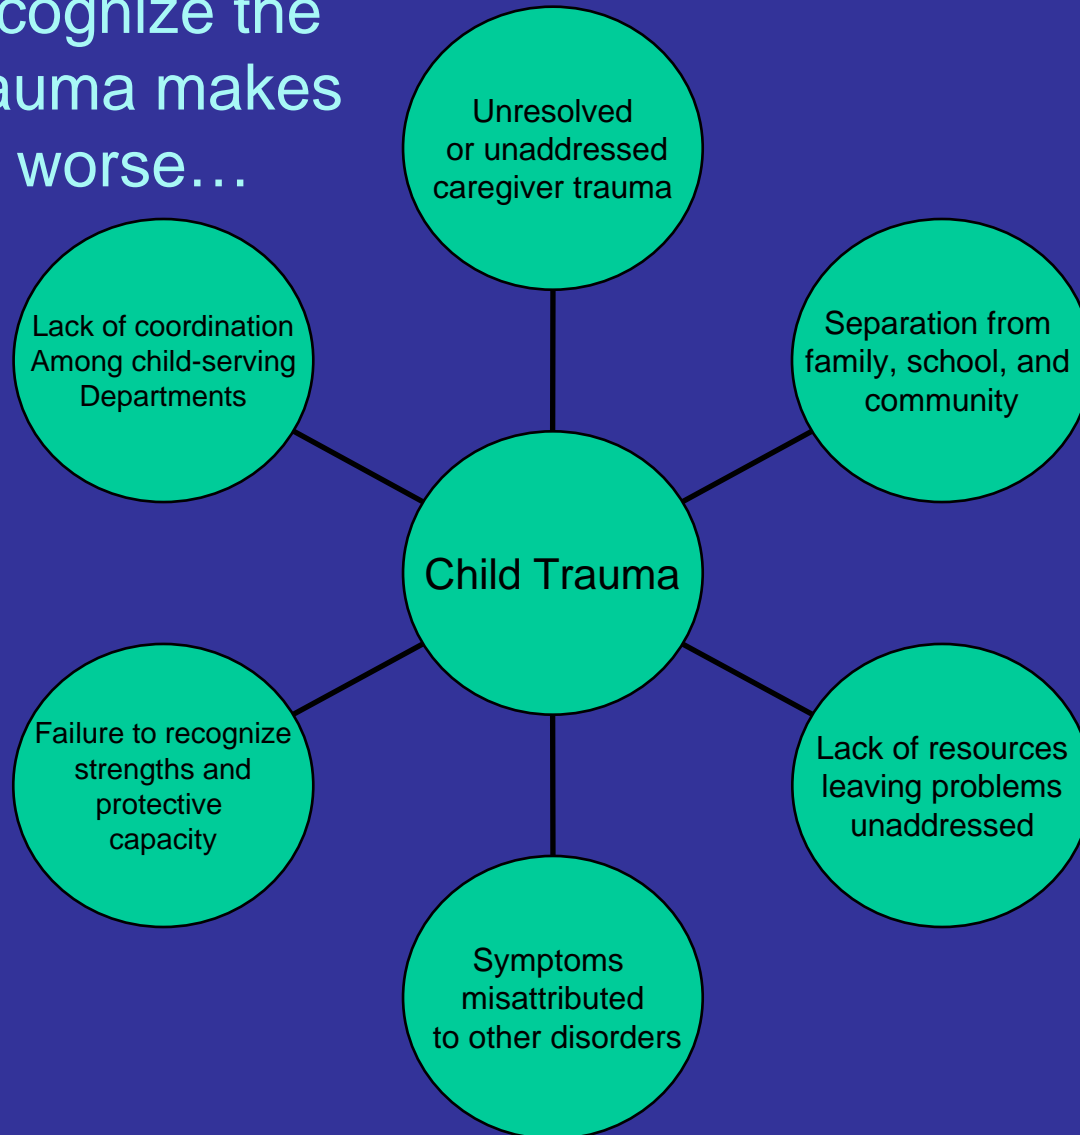 cognize the
auma makes
worse…
Unresolved
or unaddressed
caregiver trauma
Lack of coordination
Among child-serving
Departments
Separation from
family, school, and
community
Child Trauma
Failure to recognize
strengths and
protective
capacity
Lack of resources
leaving problems
unaddressed
Symptoms
misattributed
to other disorders